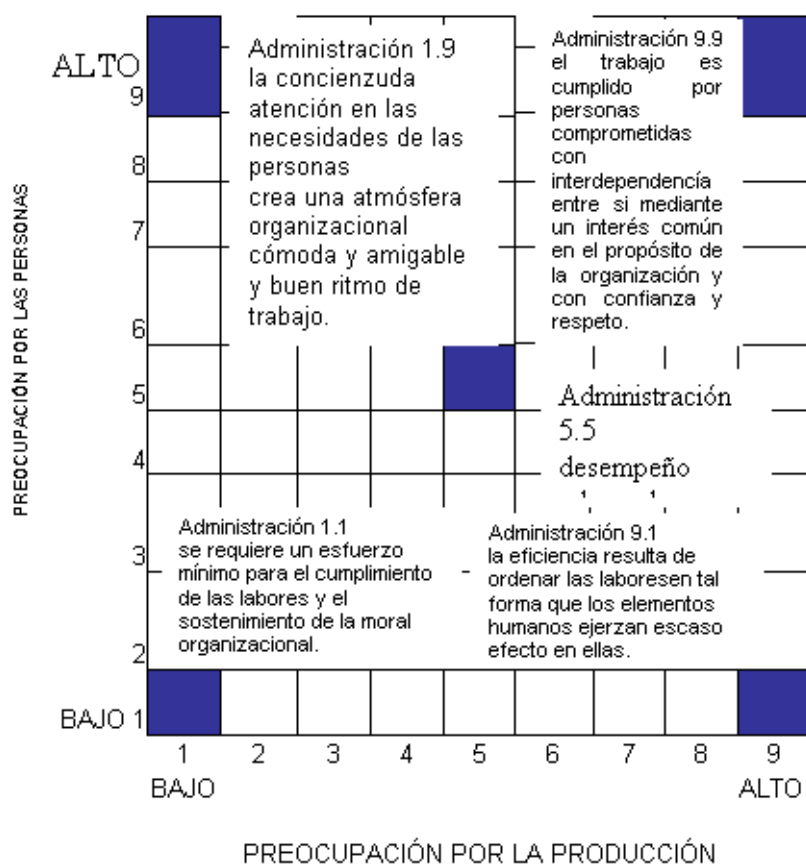 ALTO
9
8
7
6
5
4
3
2
BAJO 1
PREOCUPACIÓN POR LAS PERSONAS
Administración 1.9
la concienzuda
atención en las
necesidades de las
personas
crea una atmósfera
organizacional
cómoda y amigable
y buen ritmo de
trabajo.
Administración 9.9
el trabajo es
cumplido por
personas
comprometidas
con
interdependencía
entre si mediante
un interés común
en el propósito de
la organización y
con confianza y
respeto.
Administración
5.5
desempeño
Administración 1.1
se requiere un esfuerzo
mínimo para el cumplimiento
de las labores y el
sostenimiento de la moral
organizacional.
Administración 9.1
la eficiencia resulta de
ordenar las laboresen tal
forma que los elementos
humanos ejerzan escaso
efecto en ellas.
1 2 3 4 5 6 7 8 9
BAJO ALTO
PREOCUPACIÓN POR LA PRODUCCIÓN